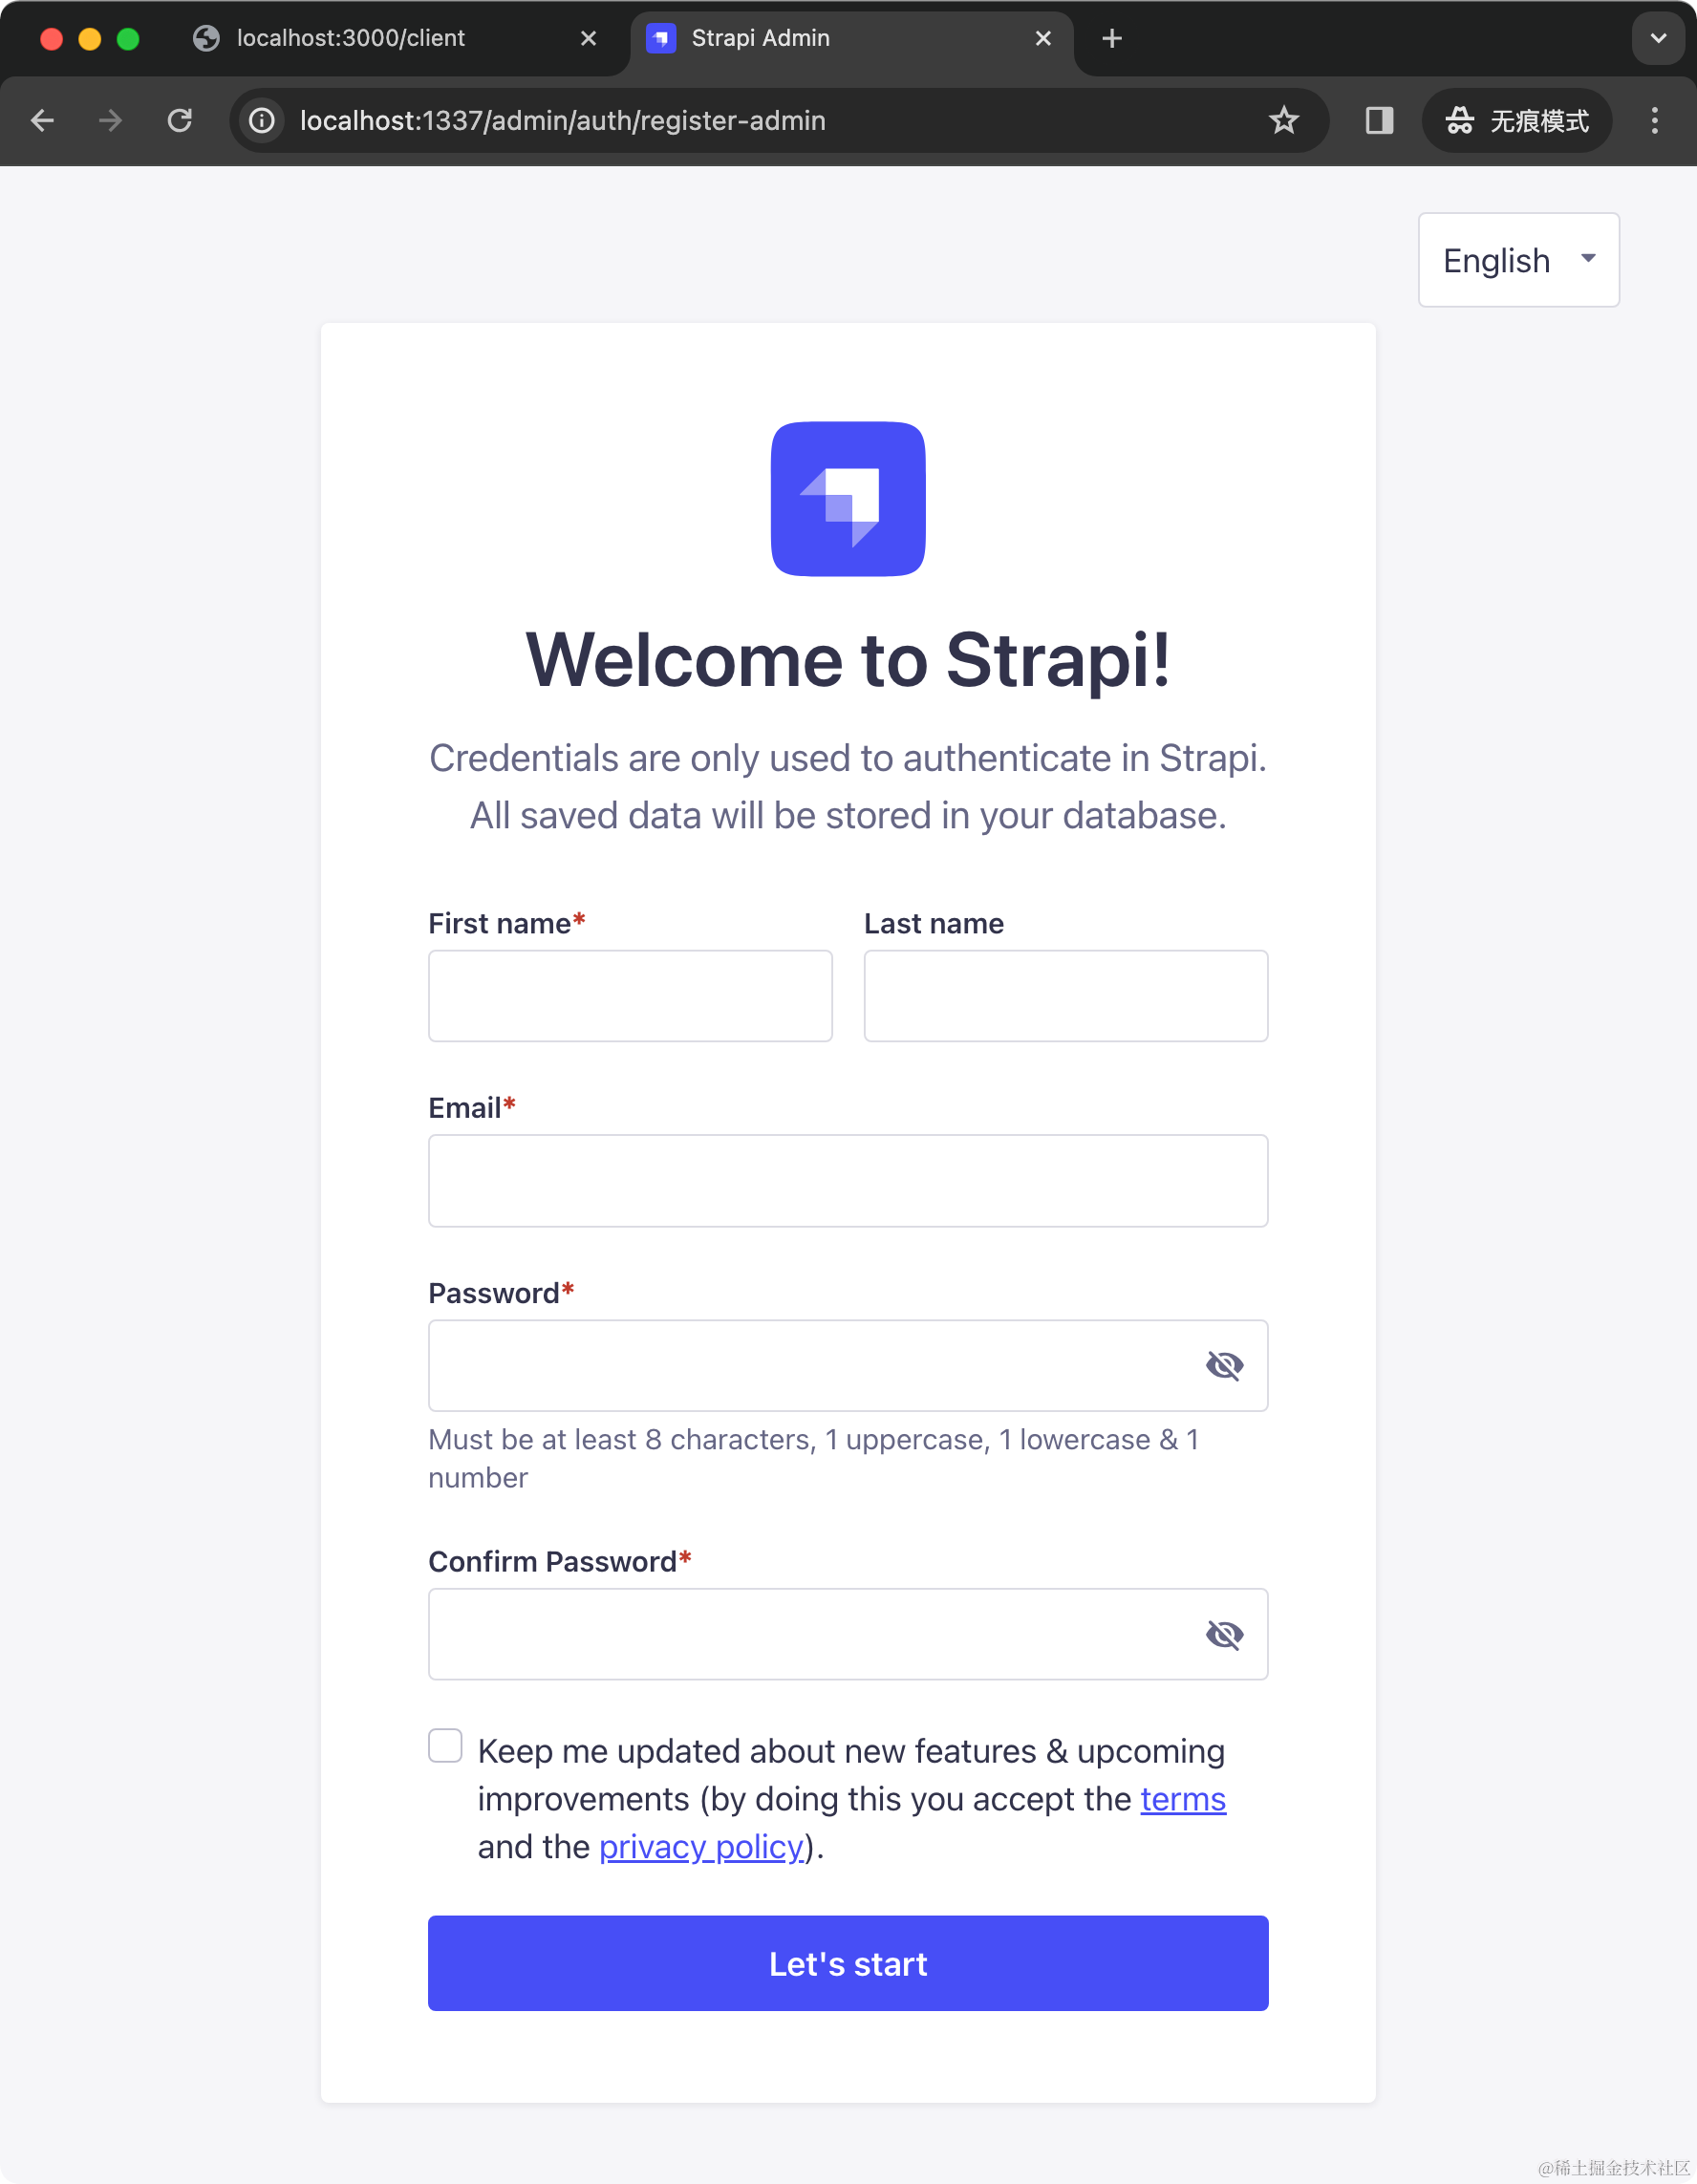 localhost:3000/client
Strapi Admin
localhost:1337/admin/auth/register-admin
无痕模式
English
Welcome to Strapi!
Credentials are only used to authenticate in Strapi.
All saved data will be stored in your database.
First name*
Last name
Email*
Password*
Must be at least 8 characters, 1 uppercase, 1 lowercase & 1
number
Confirm Password*
Keep me updated about new features & upcoming
improvements (by doing this you accept the terms
and the privacy policy).
Let's start
@稀土掘金技术社区